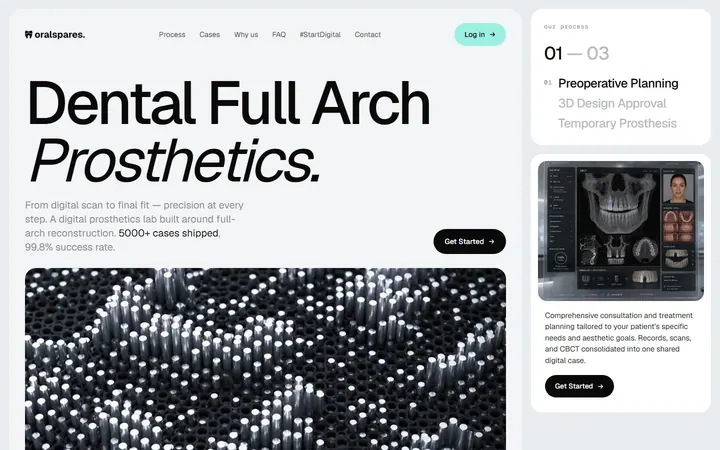 oralspares.
Process
Cases
Why us
FAQ
#StartDigital
Contact
Log in →
Dental Full Arch
Prosthetics.
From digital scan to final fit — precision at every
step. A digital prosthetics lab built around full-
arch reconstruction. 5000+ cases shipped,
99.8% success rate.
Get Started →
our process
01 — 03
01 Preoperative Planning
3D Design Approval
Temporary Prosthesis
Comprehensive consultation and treatment
planning tailored to your patient's specific
needs and aesthetic goals. Records, scans,
and CBCT consolidated into one shared
digital case.
Get Started →